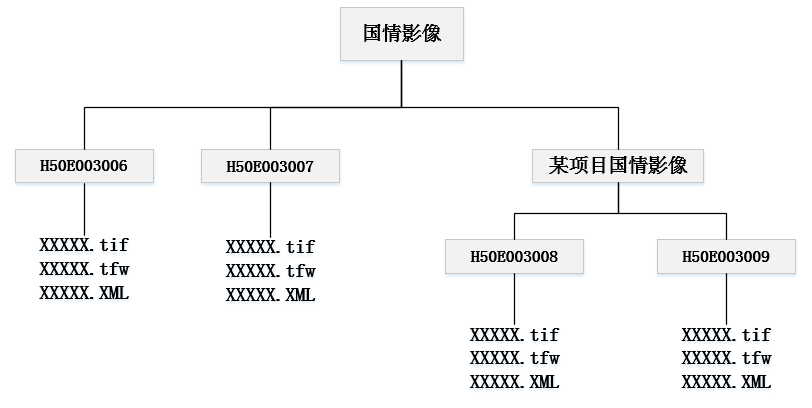 国情影像
H50E003006
H50E003007
某项目国情影像
XXXXX.tif
XXXXX.tfw
XXXXX.XML
XXXXX.tif
XXXXX.tfw
XXXXX.XML
H50E003008
H50E003009
XXXXX.tif
XXXXX.tfw
XXXXX.XML
XXXXX.tif
XXXXX.tfw
XXXXX.XML